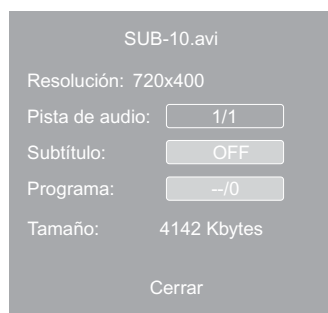 SUB-10.avi
Resolución: 720x400
Pista de audio: 1/1
Subtítulo: OFF
Programa: --/0
Tamaño: 4142 Kbytes
Cerrar